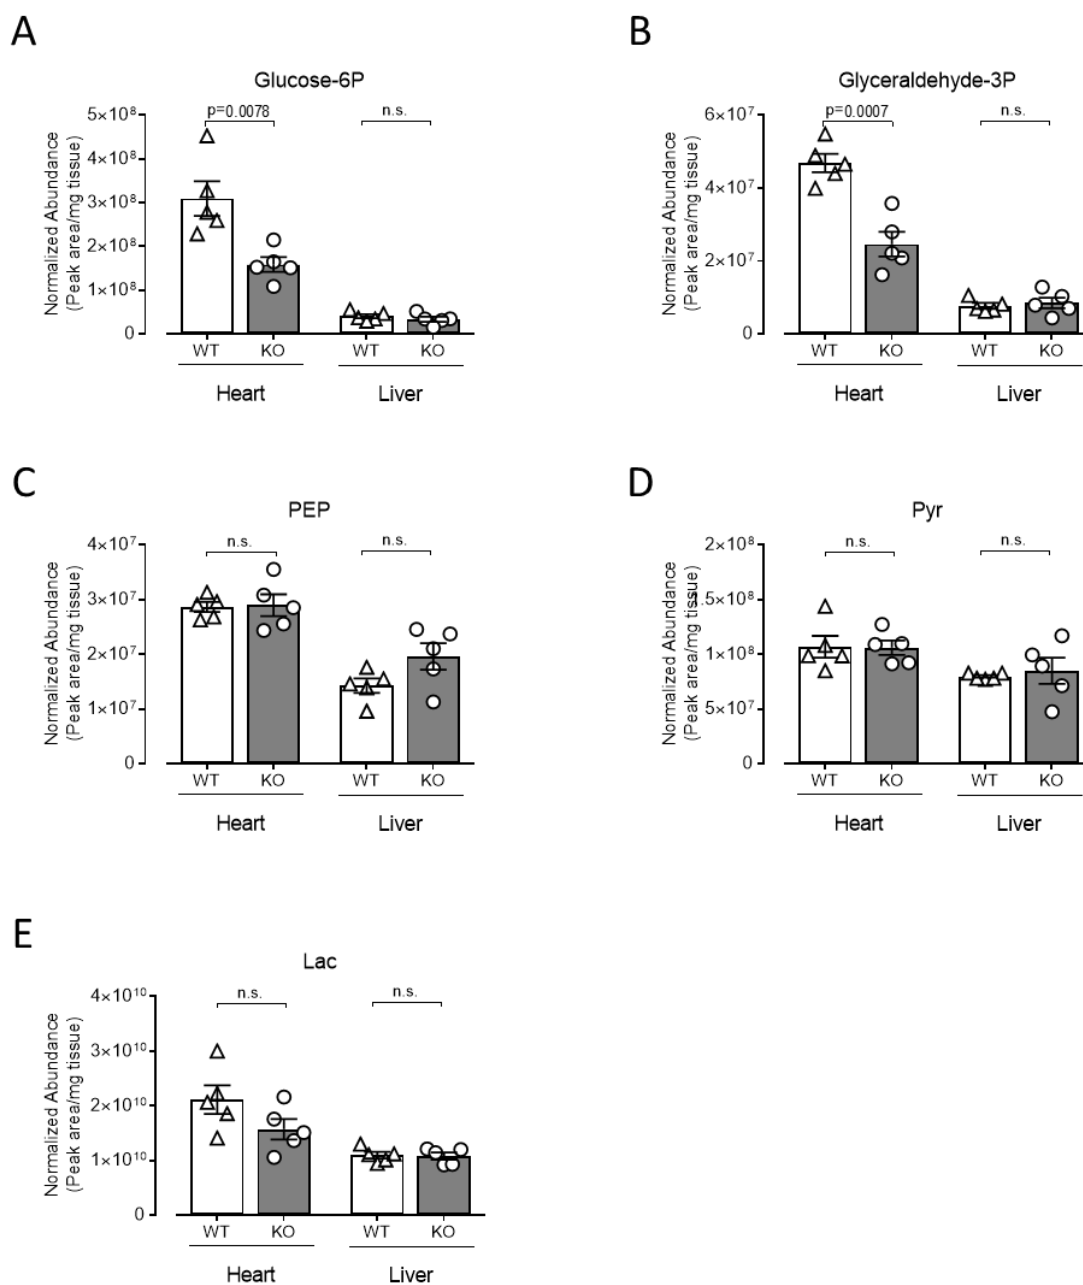 A
Glucose-6P
Normalized Abundance
(Peak area/mg tissue)
5×10⁸
4×10⁸
3×10⁸
2×10⁸
1×10⁸
0
p=0.0078
n.s.
WT KO WT KO
Heart Liver
B
Glyceraldehyde-3P
Normalized Abundance
(Peak area/mg tissue)
6×10⁷
4×10⁷
2×10⁷
0
p=0.0007
n.s.
WT KO WT KO
Heart Liver
C
PEP
Normalized Abundance
(Peak area/mg tissue)
4×10⁷
3×10⁷
2×10⁷
1×10⁷
0
n.s.
n.s.
WT KO WT KO
Heart Liver
D
Pyr
Normalized Abundance
(Peak area/mg tissue)
2×10⁸
1.5×10⁸
1×10⁸
5×10⁷
0
n.s.
n.s.
WT KO WT KO
Heart Liver
E
Lac
Normalized Abundance
(Peak area/mg tissue)
4×10¹⁰
3×10¹⁰
2×10¹⁰
1×10¹⁰
0
n.s.
n.s.
WT KO WT KO
Heart Liver